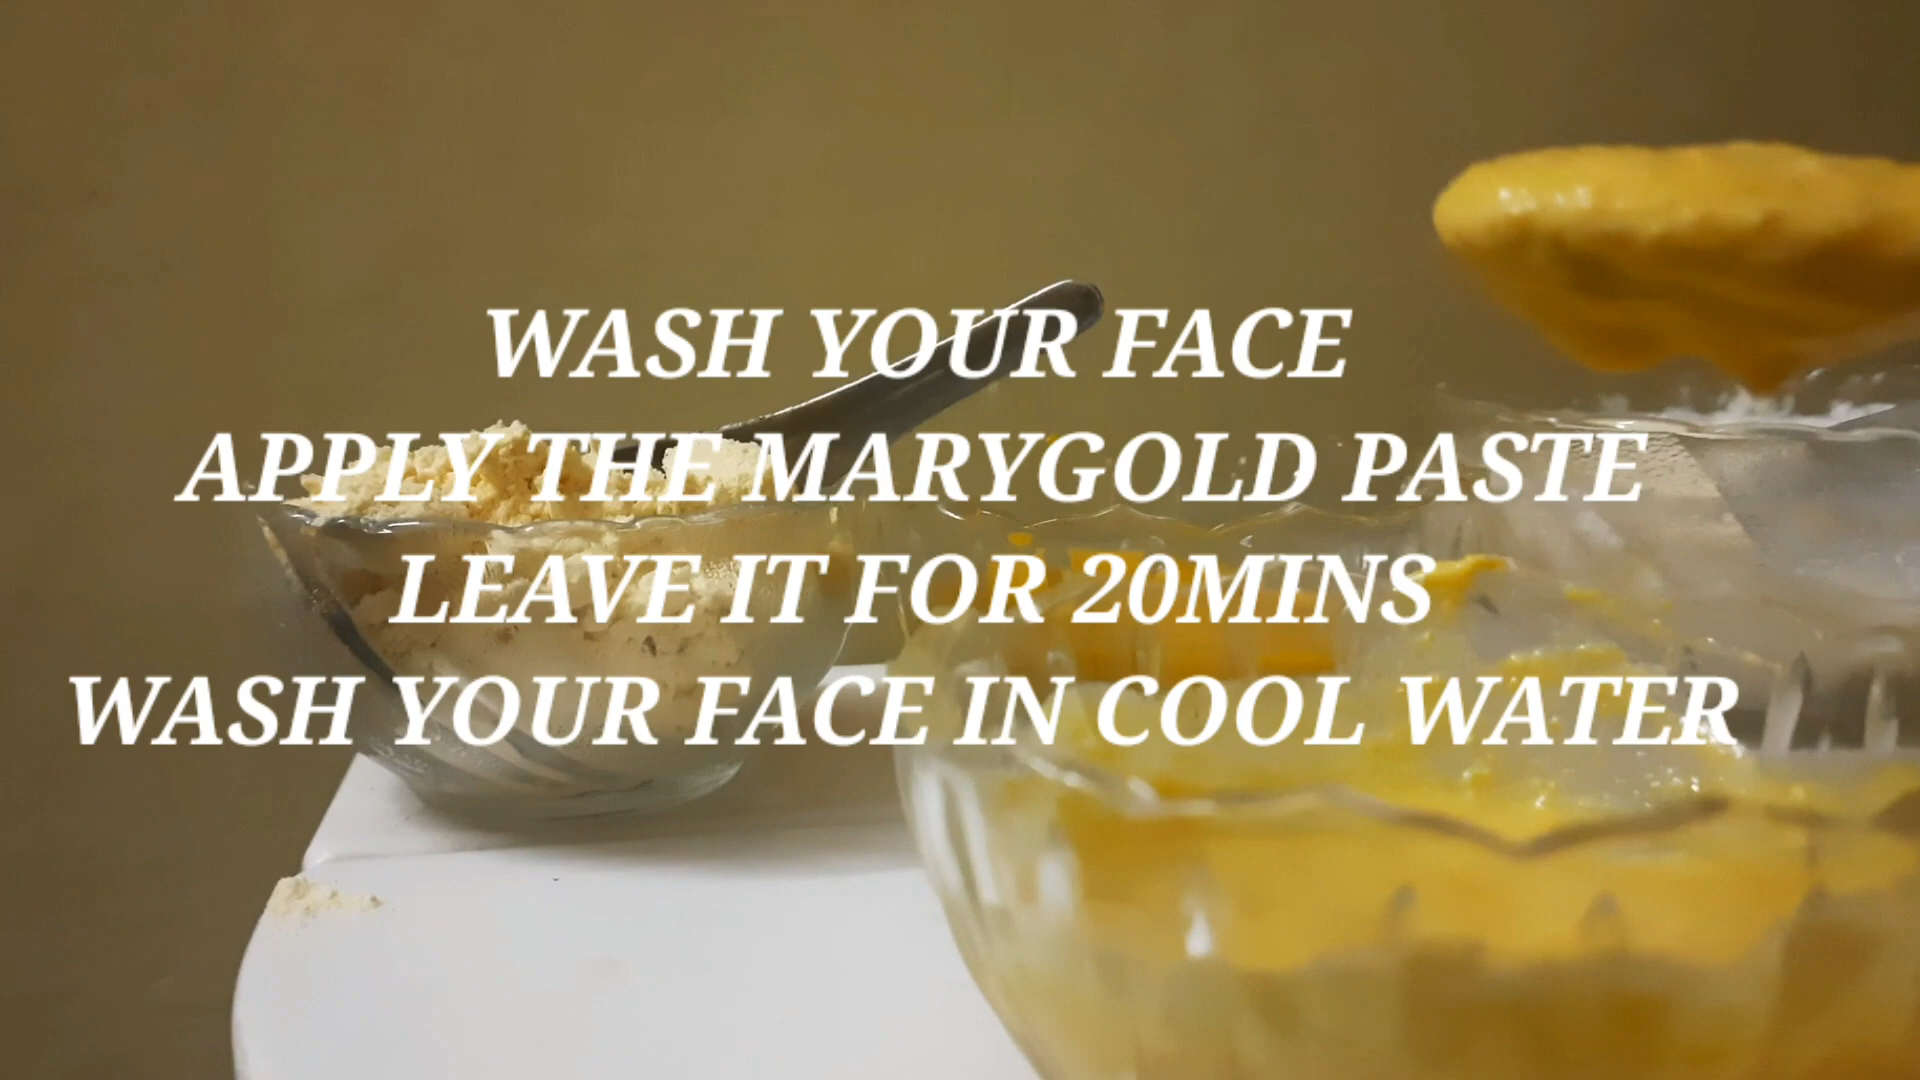 WASH YOUR FACE
APPLY THE MARYGOLD PASTE
LEAVE IT FOR 20MINS
WASH YOUR FACE IN COOL WATER